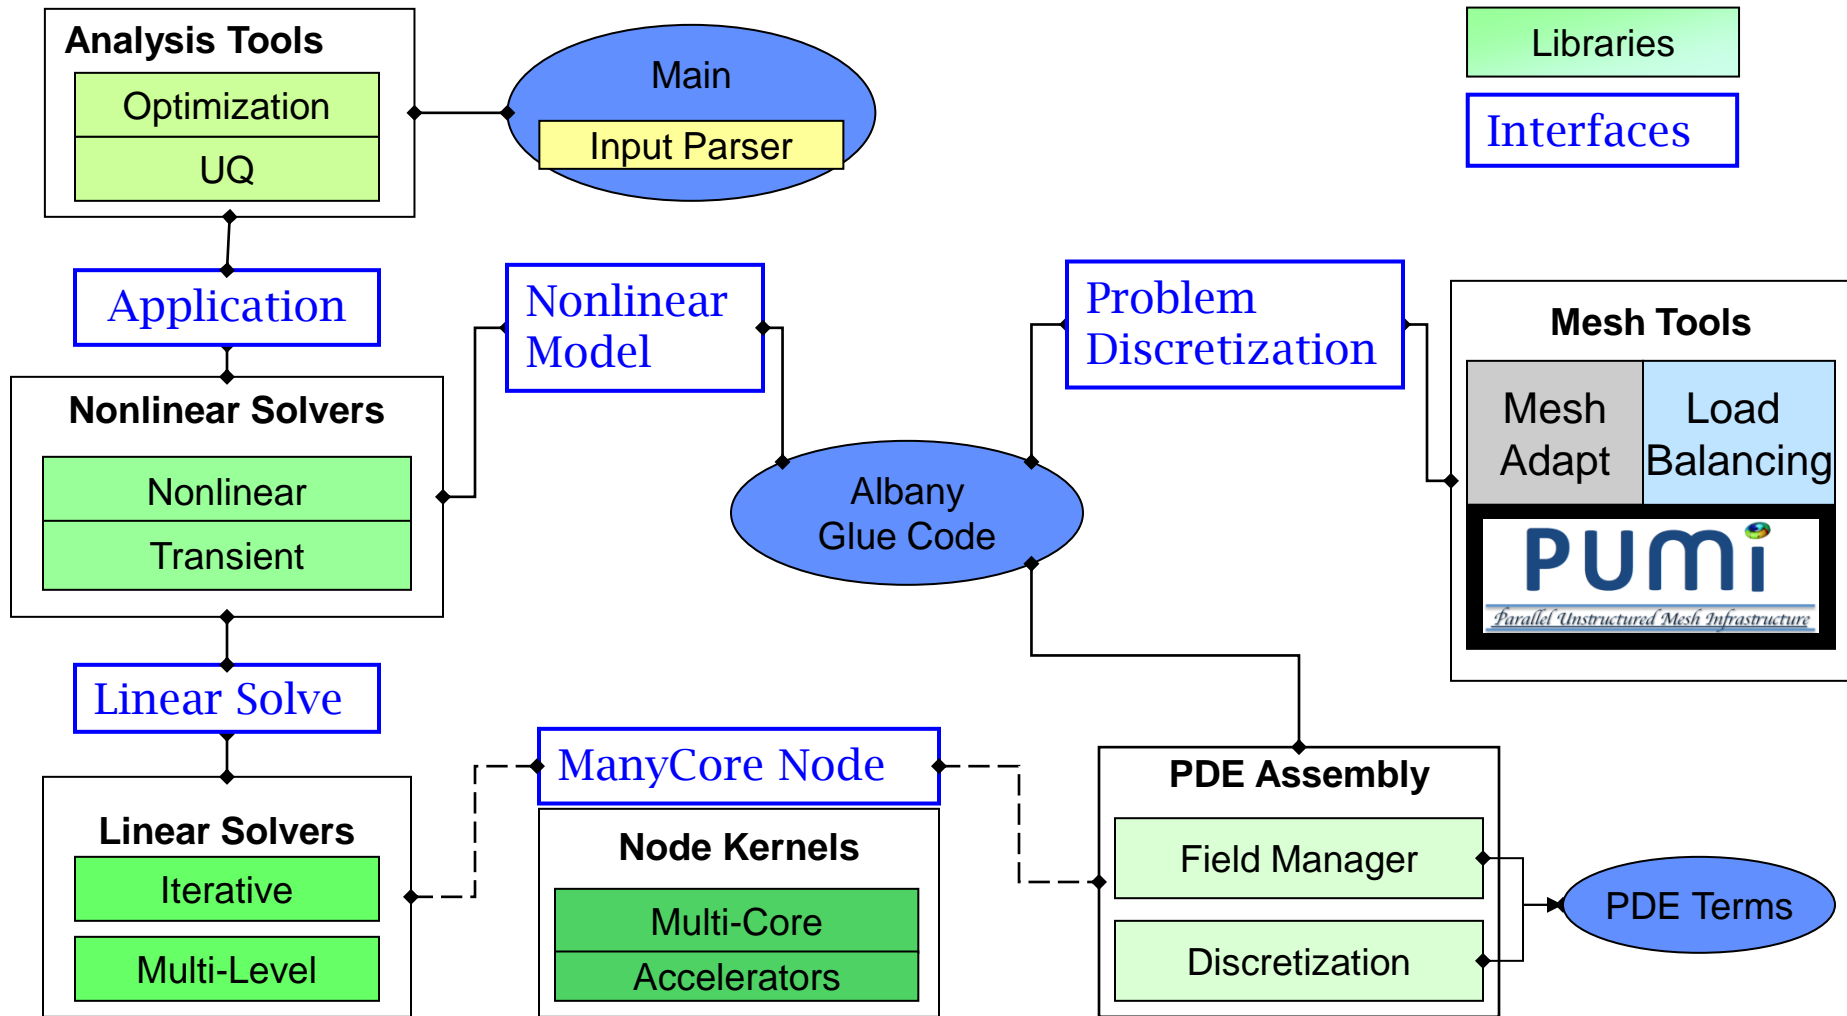 Analysis Tools
Optimization
UQ
Main
Input Parser
Libraries
Interfaces
Application
Nonlinear
Model
Problem
Discretization
Mesh Tools
Mesh
Adapt
Load
Balancing
PUMi
Parallel Unstructured Mesh Infrastructure
Nonlinear Solvers
Nonlinear
Transient
Albany
Glue Code
Linear Solve
ManyCore Node
Linear Solvers
Iterative
Multi-Level
Node Kernels
Multi-Core
Accelerators
PDE Assembly
Field Manager
Discretization
PDE Terms